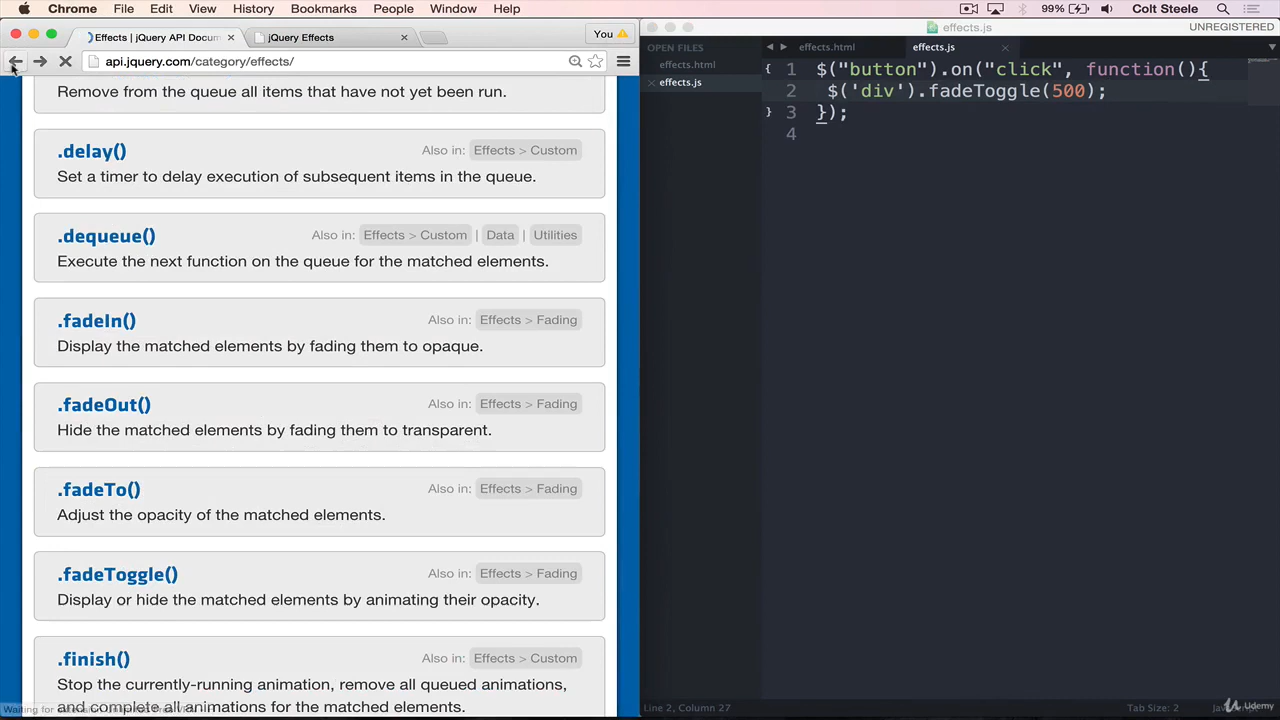 Chrome File Edit View History Bookmarks People Window Help 99% Colt Steele
Effects | jQuery API Docum jQuery Effects You
api.jquery.com/category/effects/
Remove from the queue all items that have not yet been run.
.delay() Also in: Effects > Custom
Set a timer to delay execution of subsequent items in the queue.
.dequeue() Also in: Effects > Custom | Data | Utilities
Execute the next function on the queue for the matched elements.
.fadeIn() Also in: Effects > Fading
Display the matched elements by fading them to opaque.
.fadeOut() Also in: Effects > Fading
Hide the matched elements by fading them to transparent.
.fadeTo() Also in: Effects > Fading
Adjust the opacity of the matched elements.
.fadeToggle() Also in: Effects > Fading
Display or hide the matched elements by animating their opacity.
.finish() Also in: Effects > Custom
Stop the currently-running animation, remove all queued animations,
and complete all animations for the matched elements.
Waiting for
effects.js UNREGISTERED
OPEN FILES
effects.html
effects.js
effects.html effects.js
1 $("button").on("click", function(){
2 $('div').fadeToggle(500);
3 });
4
Line 2, Column 27 Tab Size: 2
Udemy